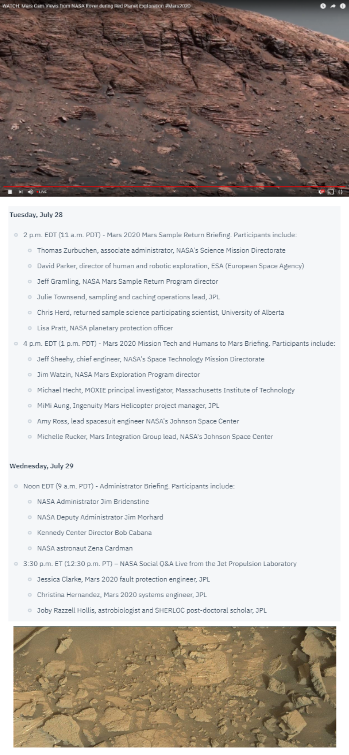 WATCH: Mars Cam: Views from NASA Rover during Red Planet Exploration #Mars2020
LIVE
Tuesday, July 28
2 p.m. EDT (11 a.m. PDT) - Mars 2020 Mars Sample Return Briefing. Participants include:
Thomas Zurbuchen, associate administrator, NASA's Science Mission Directorate
David Parker, director of human and robotic exploration, ESA (European Space Agency)
Jeff Gramling, NASA Mars Sample Return Program director
Julie Townsend, sampling and caching operations lead, JPL
Chris Herd, returned sample science participating scientist, University of Alberta
Lisa Pratt, NASA planetary protection officer
4 p.m. EDT (1 p.m. PDT) - Mars 2020 Mission Tech and Humans to Mars Briefing. Participants include:
Jeff Sheehy, chief engineer, NASA's Space Technology Mission Directorate
Jim Watzin, NASA Mars Exploration Program director
Michael Hecht, MOXIE principal investigator, Massachusetts Institute of Technology
MiMi Aung, Ingenuity Mars Helicopter project manager, JPL
Amy Ross, lead spacesuit engineer NASA's Johnson Space Center
Michelle Rucker, Mars Integration Group lead, NASA's Johnson Space Center
Wednesday, July 29
Noon EDT (9 a.m. PDT) - Administrator Briefing. Participants include:
NASA Administrator Jim Bridenstine
NASA Deputy Administrator Jim Morhard
Kennedy Center Director Bob Cabana
NASA astronaut Zena Cardman
3:30 p.m. ET (12:30 p.m. PT) – NASA Social Q&A Live from the Jet Propulsion Laboratory
Jessica Clarke, Mars 2020 fault protection engineer, JPL
Christina Hernandez, Mars 2020 systems engineer, JPL
Joby Razzell Hollis, astrobiologist and SHERLOC post-doctoral scholar, JPL